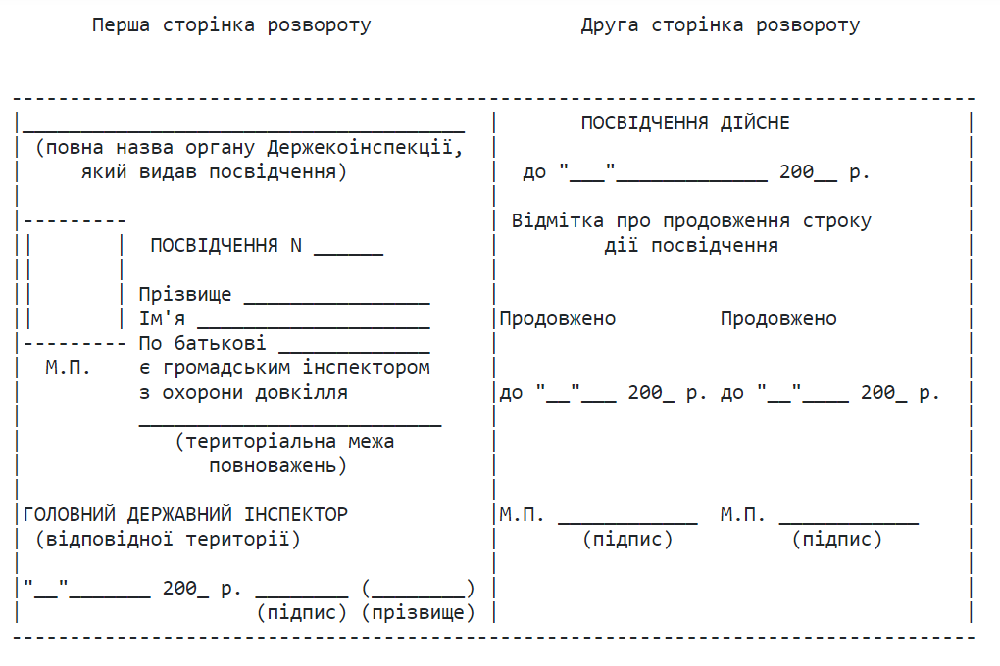 Перша сторінка розвороту
Друга сторінка розвороту
______________________________________
(повна назва органу Держекоінспекції,
який видав посвідчення)
ПОСВІДЧЕННЯ N ______
Прізвище ________________
Ім'я ____________________
По батькові _____________
М.П. є громадським інспектором
з охорони довкілля
__________________________
(територіальна межа
повноважень)
ГОЛОВНИЙ ДЕРЖАВНИЙ ІНСПЕКТОР
(відповідної території)
"__"_______ 200_ р. ________ (________)
(підпис) (прізвище)
ПОСВІДЧЕННЯ ДІЙСНЕ
до "___"_____________ 200__ р.
Відмітка про продовження строку
дії посвідчення
Продовжено Продовжено
до "__"___ 200_ р. до "__"____ 200_ р.
М.П. ____________ М.П. ____________
(підпис) (підпис)